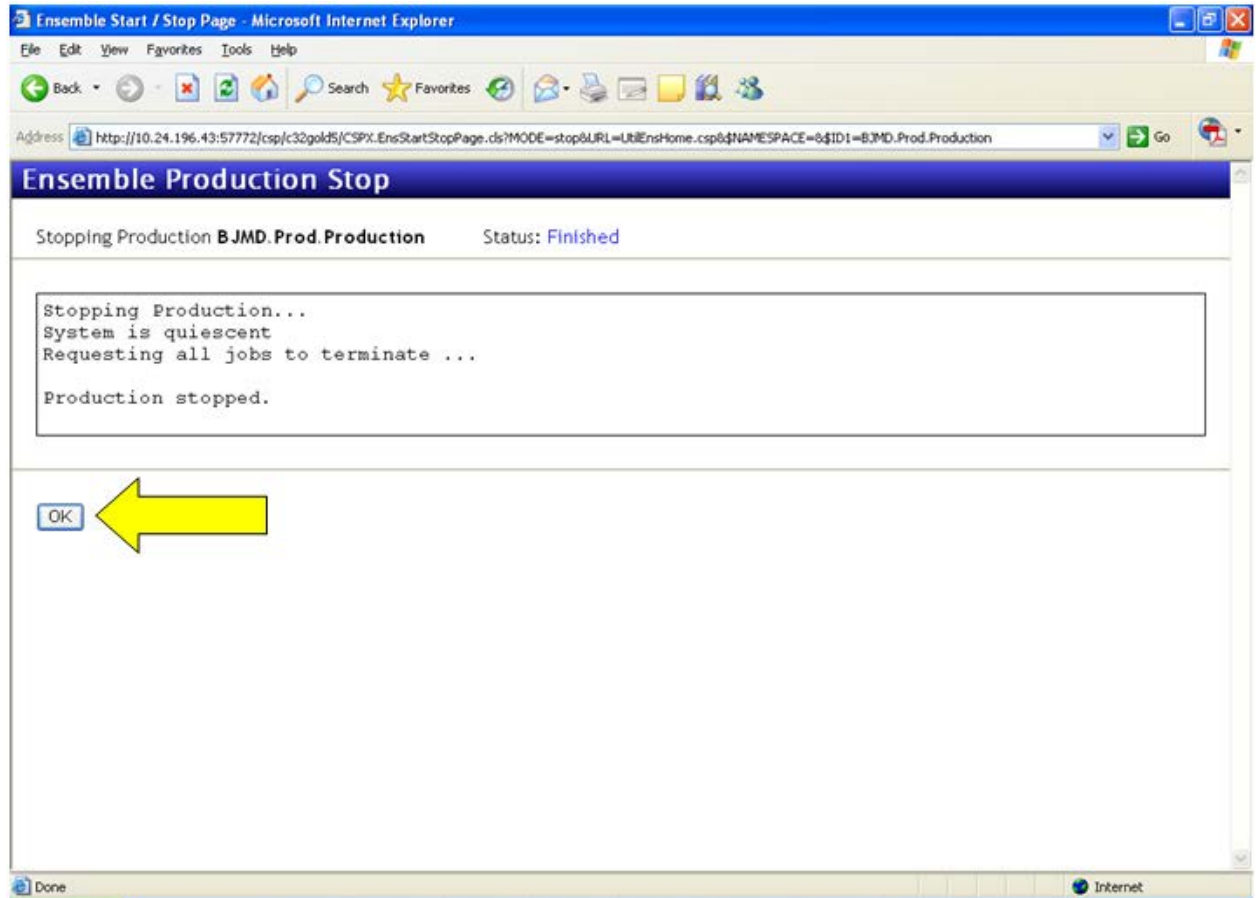 Ensemble Start / Stop Page - Microsoft Internet Explorer
File Edit View Favorites Tools Help
Back Search Favorites
Address http://10.24.196.43:57772/csp/c32gold5/CSPX.EnsStartStopPage.cls?MODE=stop&URL=UtilEnsHome.csp&$NAMESPACE=&$ID1=BJMD.Prod.Production Go
Ensemble Production Stop
Stopping Production BJMD.Prod.Production Status: Finished
Stopping Production...
System is quiescent
Requesting all jobs to terminate ...
Production stopped.
OK
Done Internet